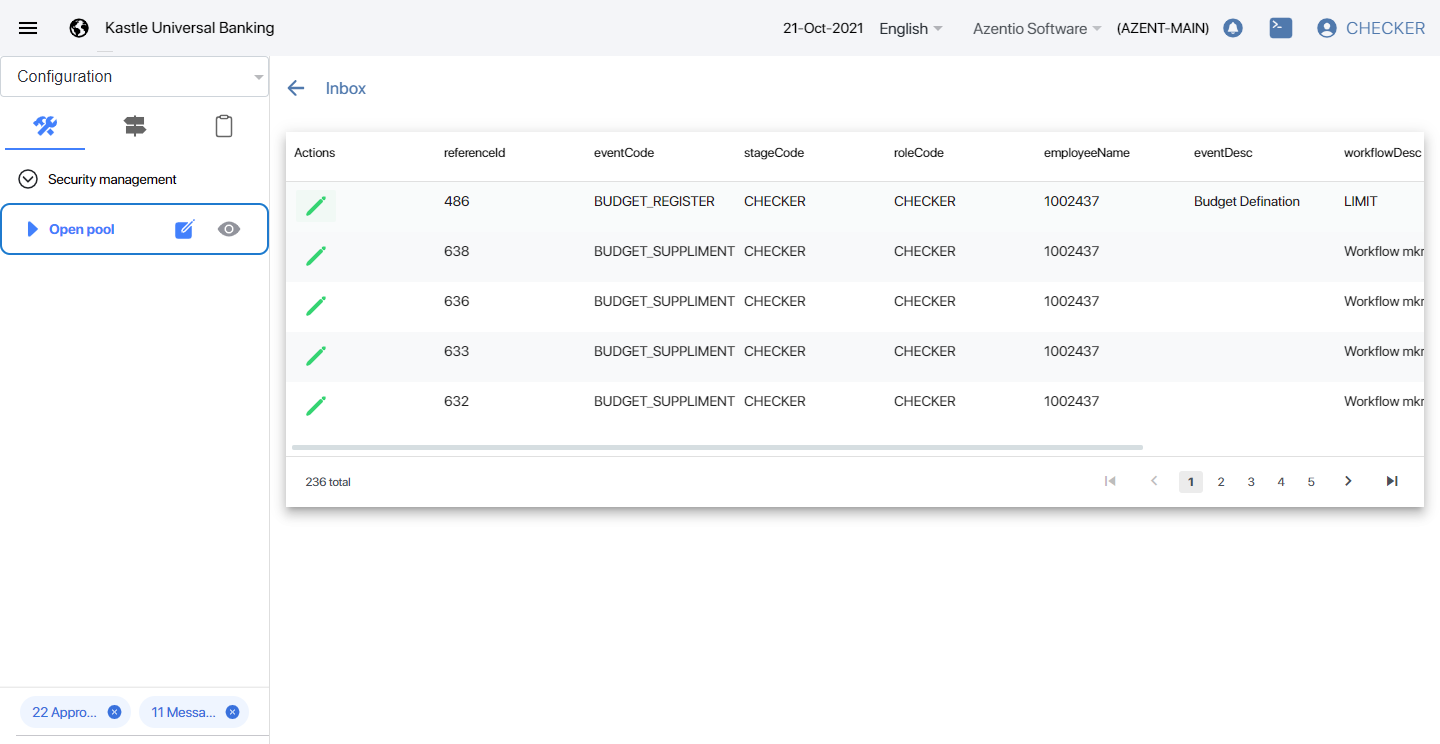 Kastle Universal Banking
21-Oct-2021 English Azentio Software (AZENT-MAIN) CHECKER
Configuration
Security management
Open pool
22 Appro...
11 Messa...
Inbox
Actions referenceId eventCode stageCode roleCode employeeName eventDesc workflowDesc
486 BUDGET_REGISTER CHECKER CHECKER 1002437 Budget Defination LIMIT
638 BUDGET_SUPPLIMENT CHECKER CHECKER 1002437 Workflow mkr
636 BUDGET_SUPPLIMENT CHECKER CHECKER 1002437 Workflow mkr
633 BUDGET_SUPPLIMENT CHECKER CHECKER 1002437 Workflow mkr
632 BUDGET_SUPPLIMENT CHECKER CHECKER 1002437 Workflow mkr
236 total 1 2 3 4 5